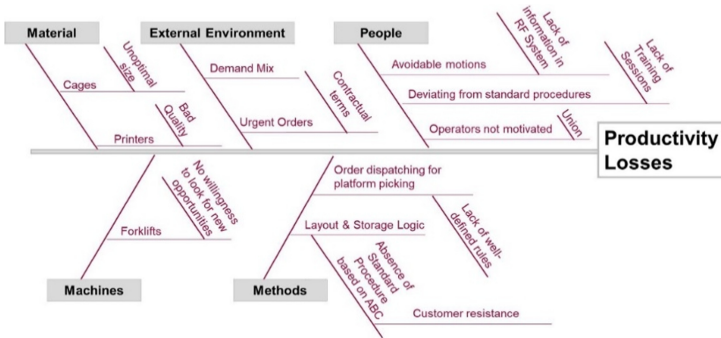 Material
External Environment
People
Unoptimal
size
Cages
Bad
Quality
Printers
Demand Mix
Contractual
terms
Urgent Orders
Lack of
information in
RF System
Avoidable motions
Lack of
Training
Sessions
Deviating from standard procedures
Union
Operators not motivated
Productivity
Losses
No willingness
to look for new
opportunities
Forklifts
Machines
Order dispatching for
platform picking
Lack of well-
defined rules
Layout & Storage Logic
Absence of
Standard
Procedure
based on ABC
Customer resistance
Methods